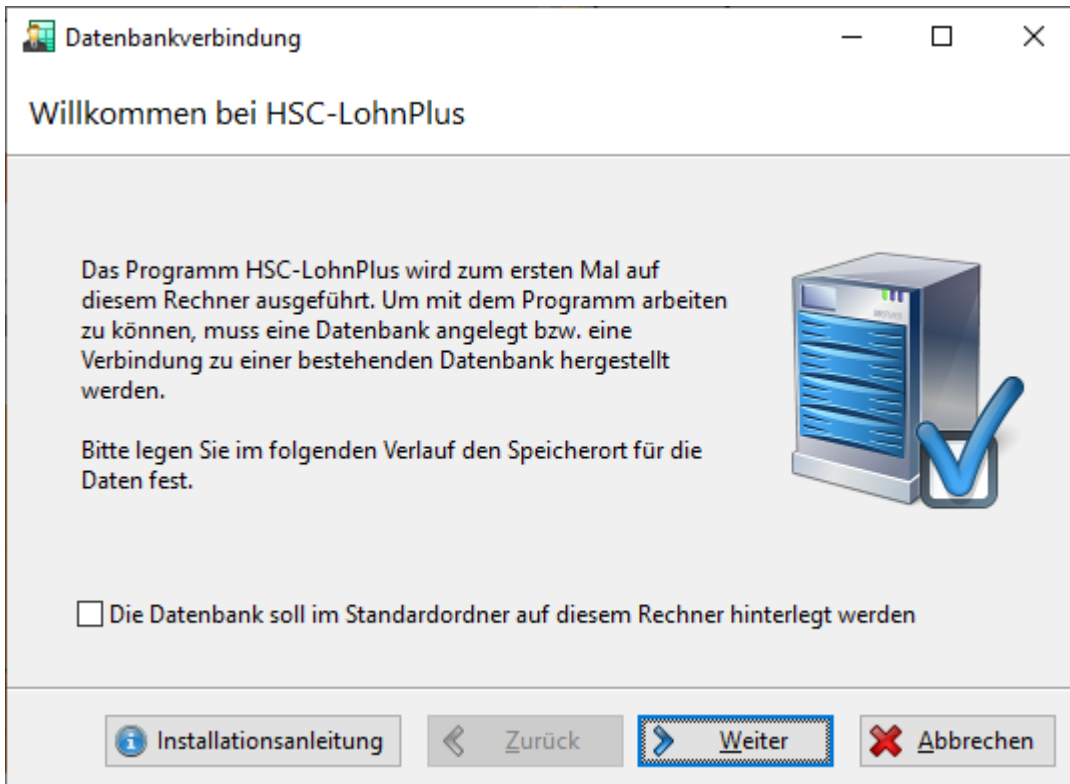 Datenbankverbindung
Willkommen bei HSC-LohnPlus
Das Programm HSC-LohnPlus wird zum ersten Mal auf
diesem Rechner ausgeführt. Um mit dem Programm arbeiten
zu können, muss eine Datenbank angelegt bzw. eine
Verbindung zu einer bestehenden Datenbank hergestellt
werden.
Bitte legen Sie im folgenden Verlauf den Speicherort für die
Daten fest.
Die Datenbank soll im Standardordner auf diesem Rechner hinterlegt werden
Installationsanleitung Zurück Weiter Abbrechen